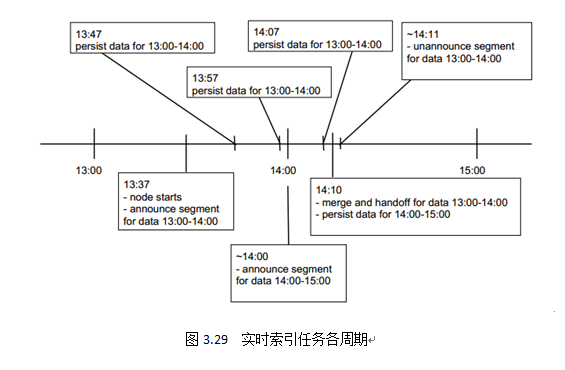 13:47
persist data for 13:00-14:00
14:07
persist data for 13:00-14:00
~14:11
- unannounce segment
for data 13:00-14:00
13:57
persist data for 13:00-14:00
13:00
14:00
15:00
13:37
- node starts
- announce segment
for data 13:00-14:00
14:10
- merge and handoff for data 13:00-14:00
- persist data for 14:00-15:00
~14:00
- announce segment
for data 14:00-15:00
图 3.29 实时索引任务各周期